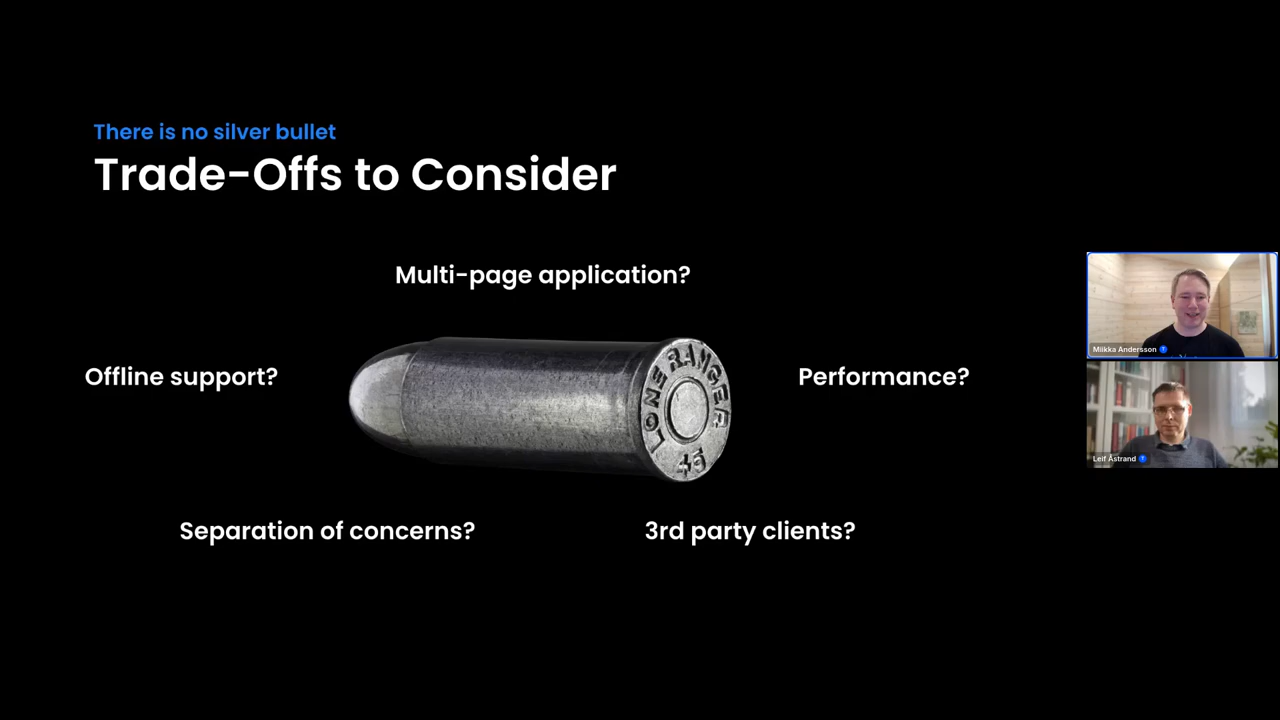 There is no silver bullet
Trade-Offs to Consider
Multi-page application?
Offline support?
LONE RANGER
45
Performance?
Separation of concerns?
3rd party clients?
Miikka Andersson
Leif Åstrand